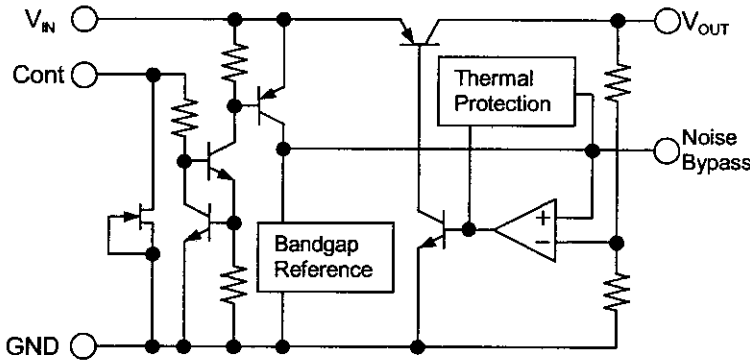 VIN
VOUT
Cont
Thermal
Protection
Noise
Bypass
+
−
Bandgap
Reference
GND